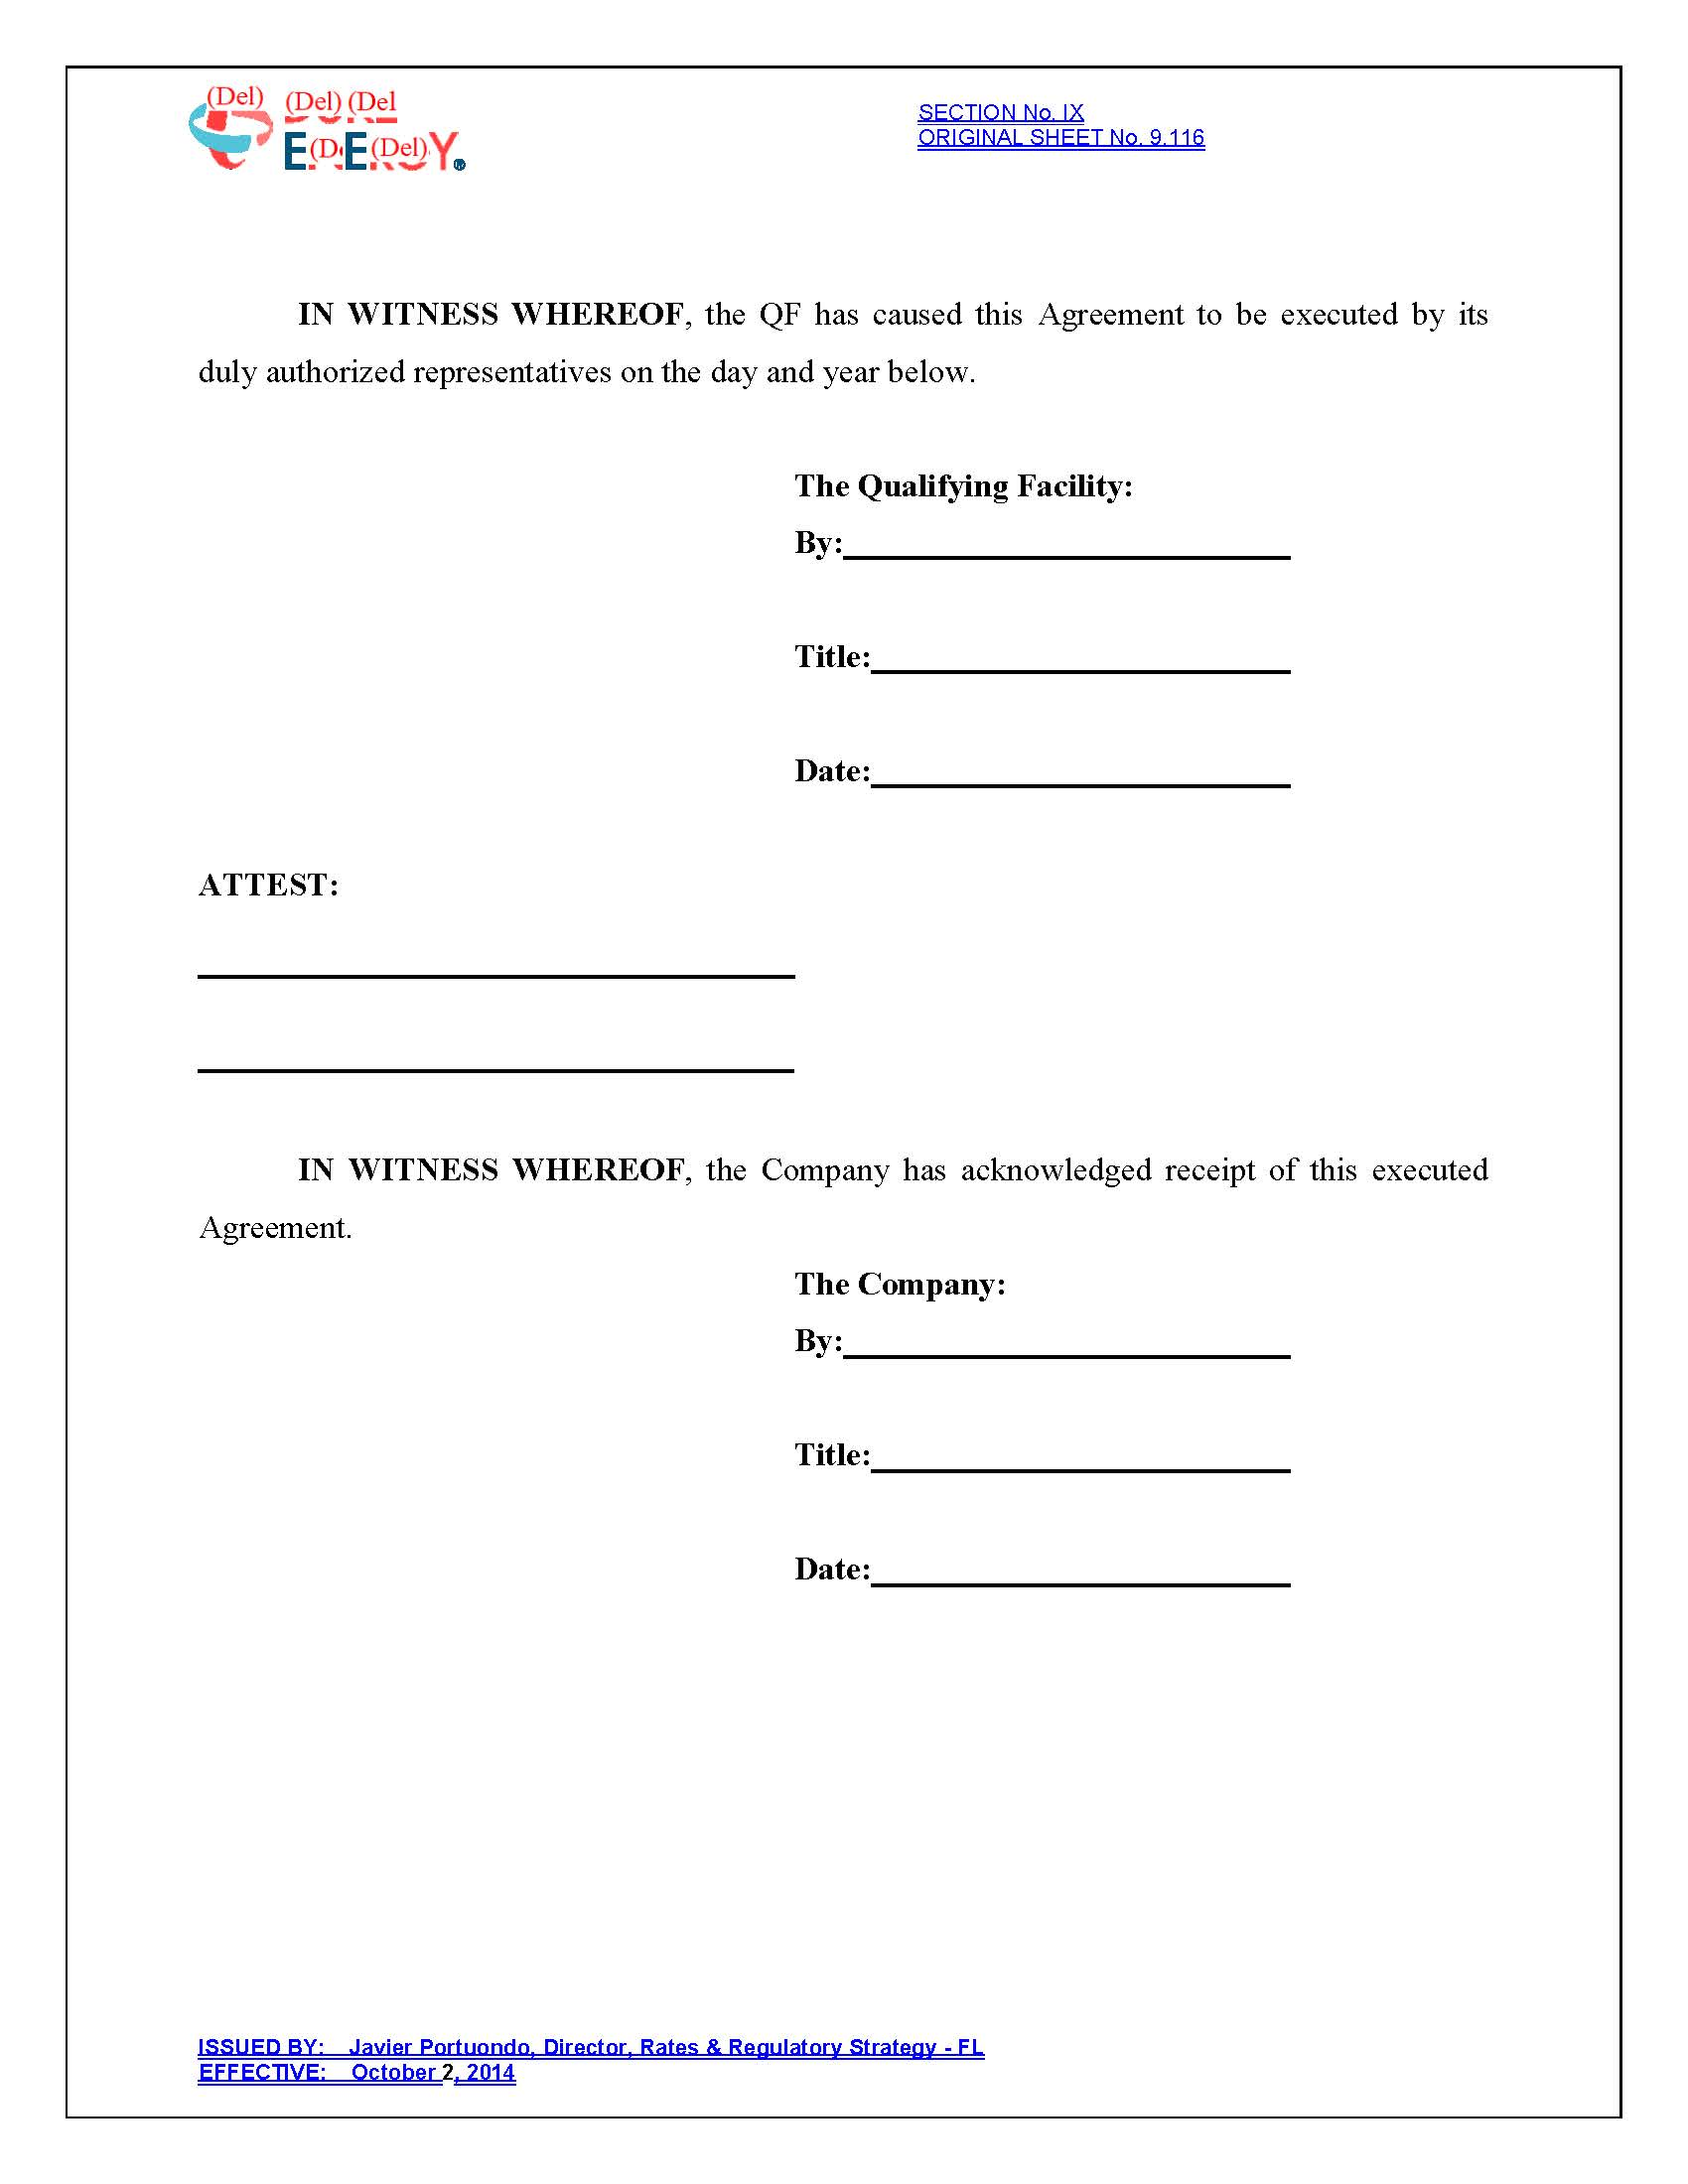 (Del) (Del) (Del
E(D E(Del)Y®
SECTION No. IX
ORIGINAL SHEET No. 9.116
IN WITNESS WHEREOF, the QF has caused this Agreement to be executed by its
duly authorized representatives on the day and year below.
The Qualifying Facility:
By:
Title:
Date:
ATTEST:
IN WITNESS WHEREOF, the Company has acknowledged receipt of this executed
Agreement.
The Company:
By:
Title:
Date:
ISSUED BY: Javier Portuondo, Director, Rates & Regulatory Strategy - FL
EFFECTIVE: October 2, 2014